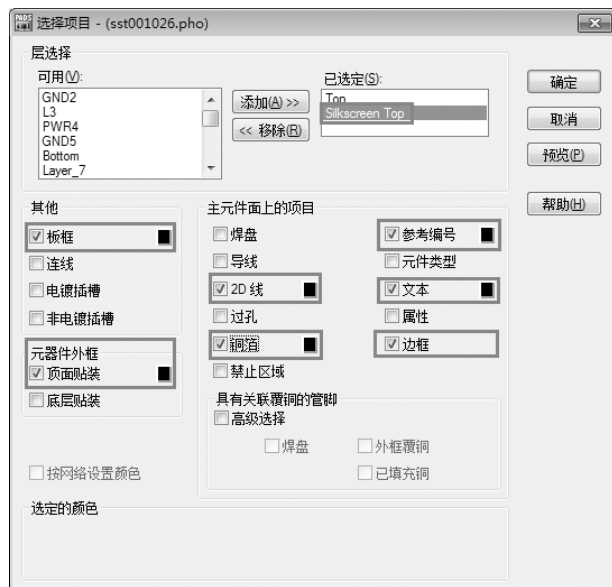 选择项目 - (sst001026.pho)
层选择
可用(V):
GND2
L3
PWR4
GND5
Bottom
Layer_7
添加(A) >>
<< 移除(R)
已选定(S):
Top
Silkscreen Top
确定
取消
预览(P)
帮助(H)
其他
板框
连线
电镀插槽
非电镀插槽
元器件外框
顶面贴装
底层贴装
按网络设置颜色
主元件面上的项目
焊盘
参考编号
导线
元件类型
2D 线
文本
过孔
属性
铜箔
边框
禁止区域
具有关联覆铜的管脚
高级选择
焊盘
外框覆铜
已填充铜
选定的颜色